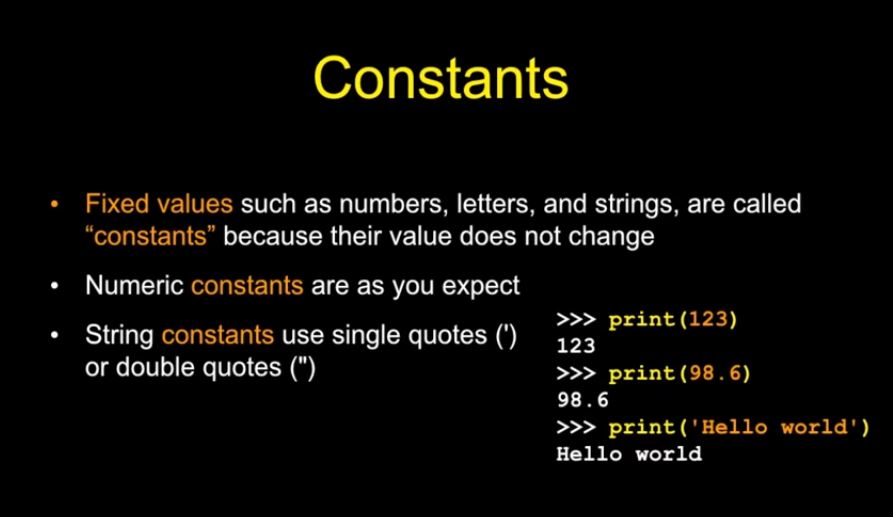 Constants
• Fixed values such as numbers, letters, and strings, are called
“constants” because their value does not change
• Numeric constants are as you expect
• String constants use single quotes (')
or double quotes (")
>>> print(123)
123
>>> print(98.6)
98.6
>>> print('Hello world')
Hello world